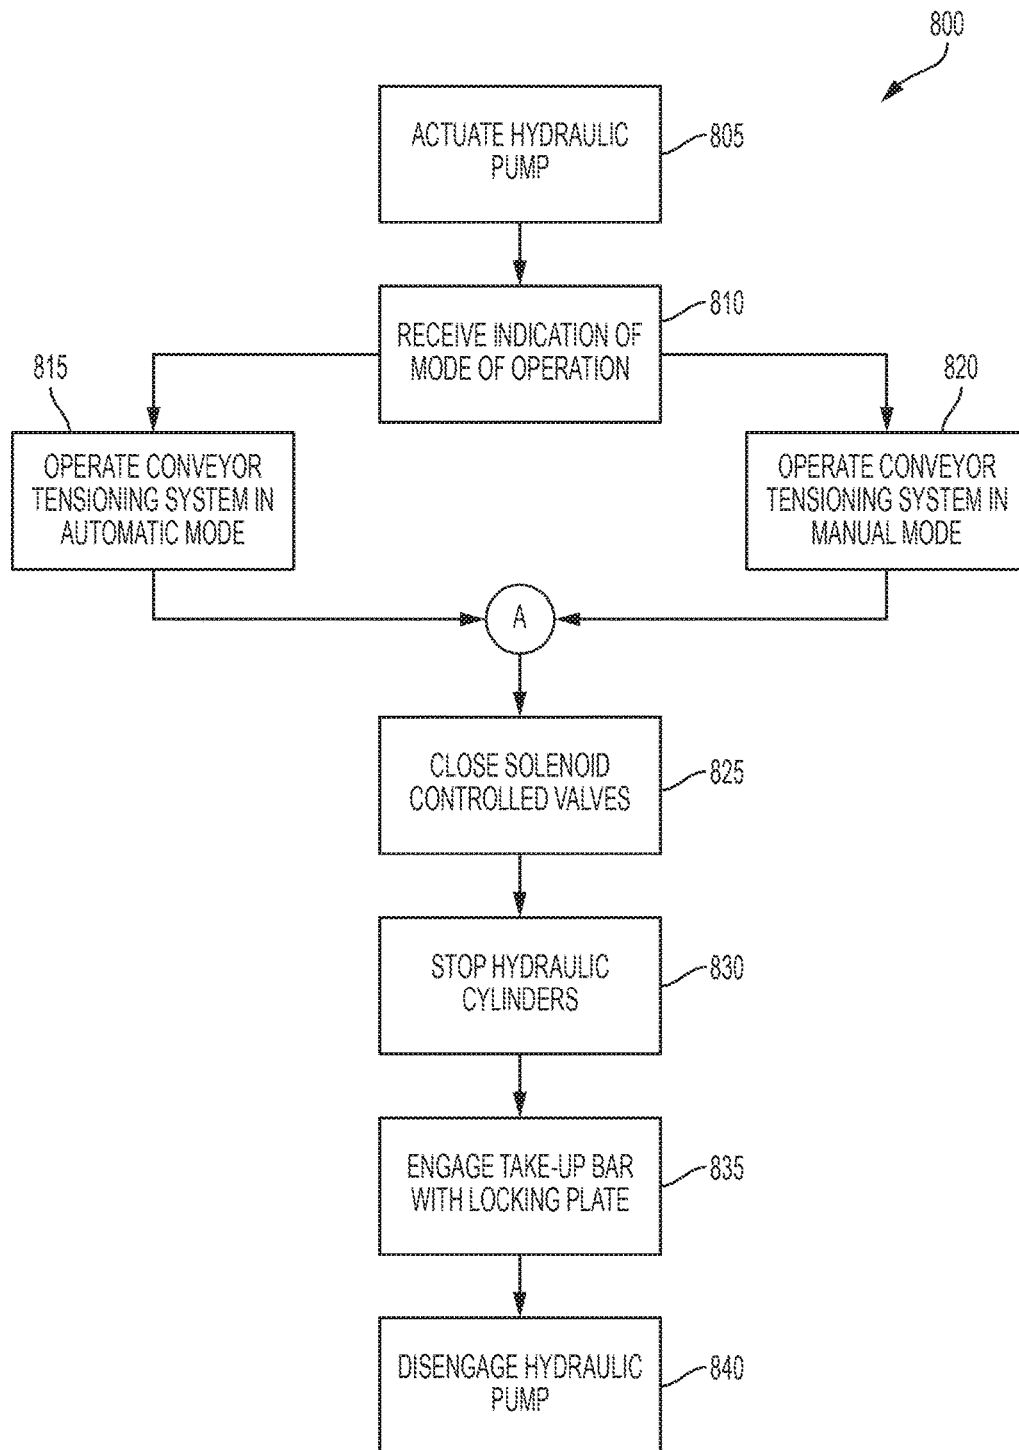 800
ACTUATE HYDRAULIC
PUMP
805
RECEIVE INDICATION OF
MODE OF OPERATION
810
815
OPERATE CONVEYOR
TENSIONING SYSTEM IN
AUTOMATIC MODE
820
OPERATE CONVEYOR
TENSIONING SYSTEM IN
MANUAL MODE
A
CLOSE SOLENOID
CONTROLLED VALVES
825
STOP HYDRAULIC
CYLINDERS
830
ENGAGE TAKE-UP BAR
WITH LOCKING PLATE
835
DISENGAGE HYDRAULIC
PUMP
840